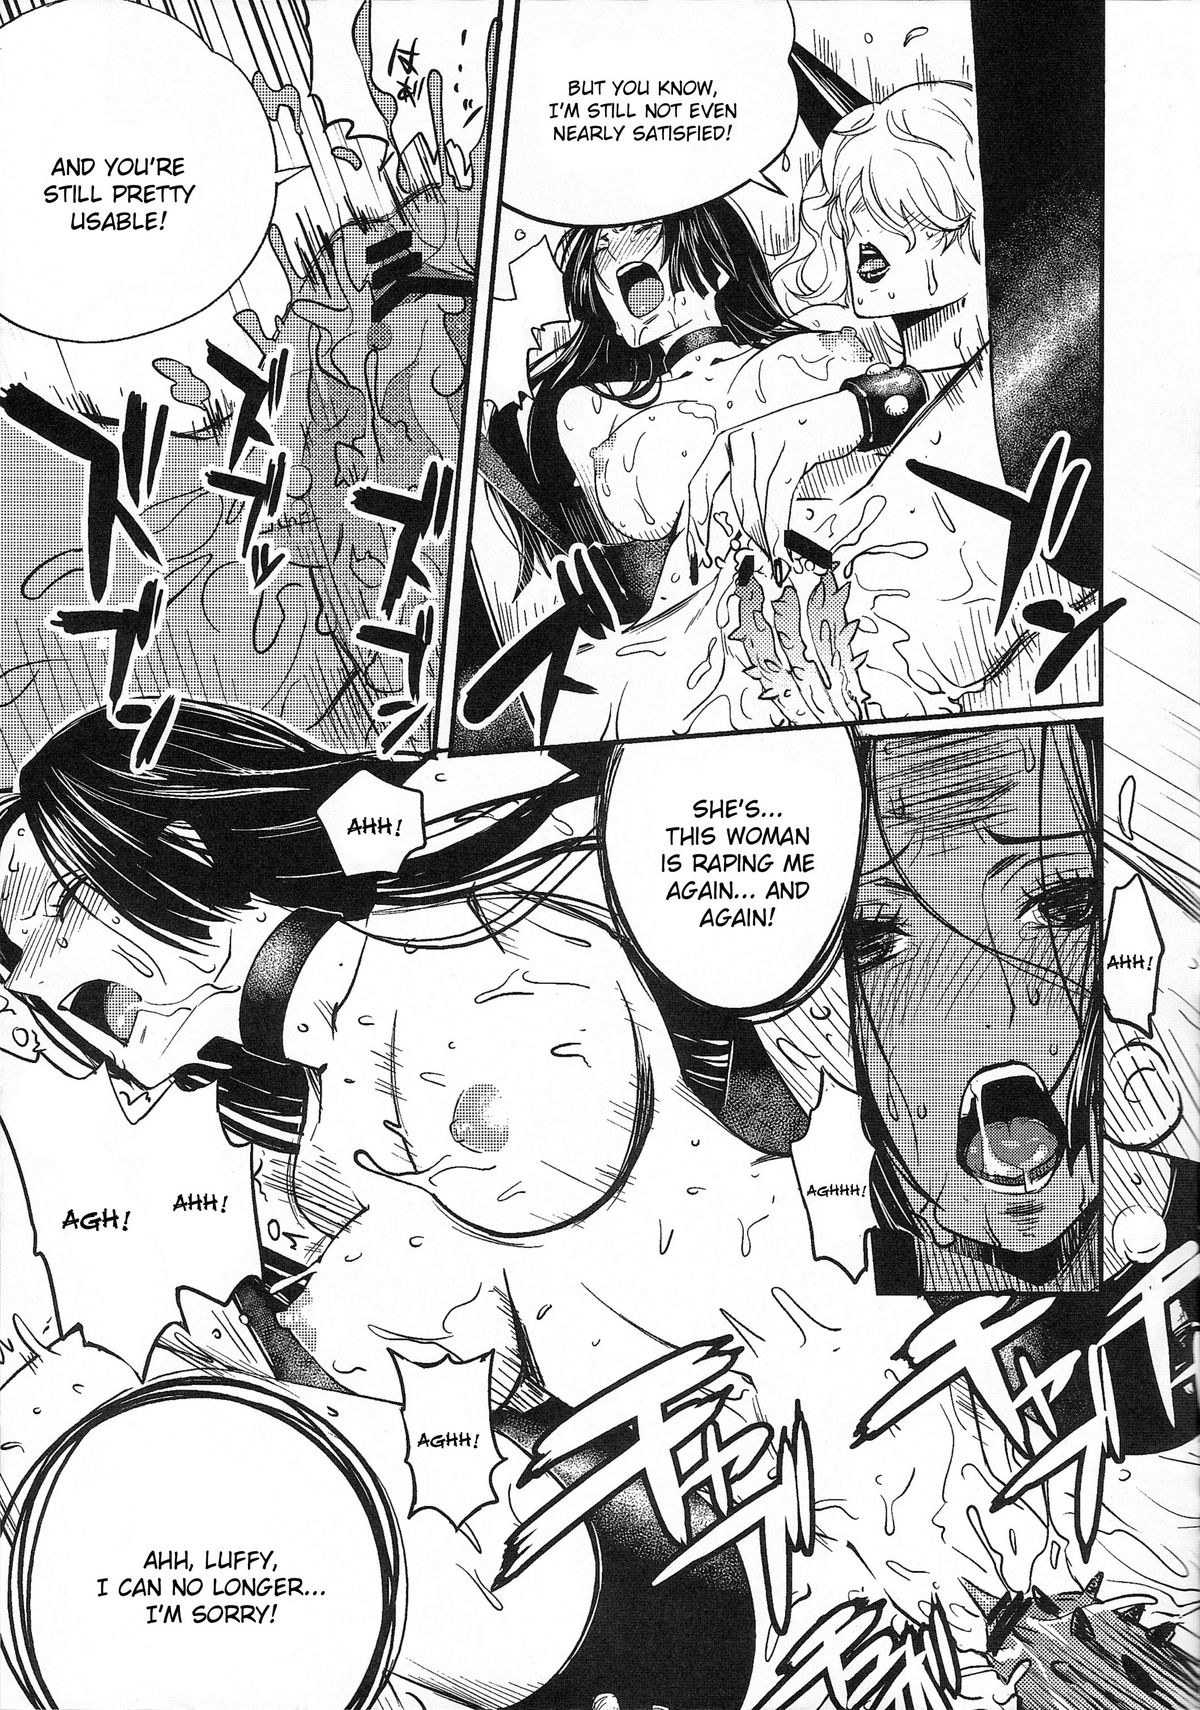 BUT YOU KNOW,
I'M STILL NOT EVEN
NEARLY SATISFIED!
AND YOU'RE
STILL PRETTY
USABLE!
SHE'S...
THIS WOMAN
IS RAPING ME
AGAIN... AND
AGAIN!
AHH!
AHH!
AGHHH!
AHH!
AGH!
AGHH!
AHH, LUFFY,
I CAN NO LONGER...
I'M SORRY!